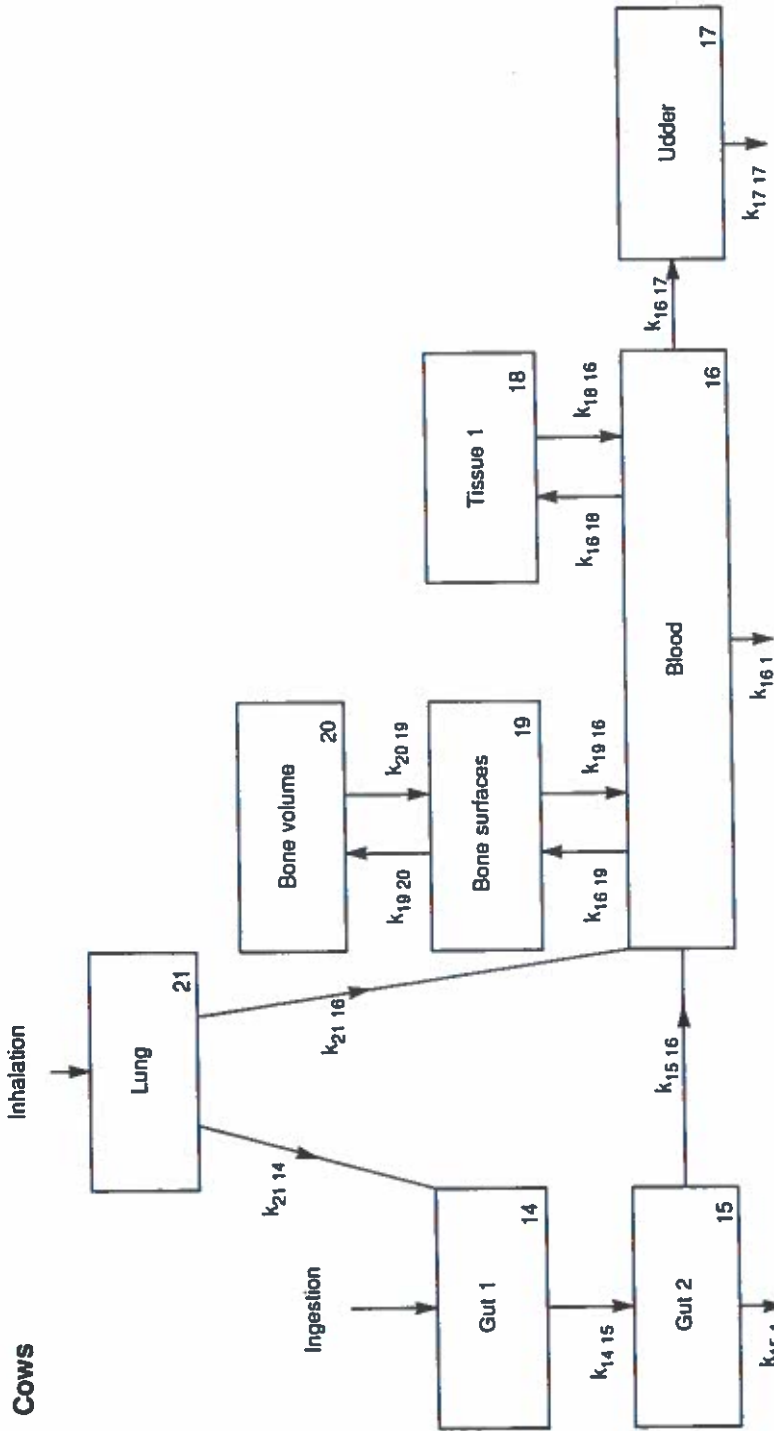 Cows
Inhalation
Lung
21
k21 14
k21 16
Ingestion
Gut 1
14
k14 15
Gut 2
15
k15 16
Bone volume
20
k19 20
k20 19
Bone surfaces
19
k16 19
k19 16
Tissue 1
18
k16 18
k18 16
Blood
16
k16 1
k16 17
Udder
17
k17 17